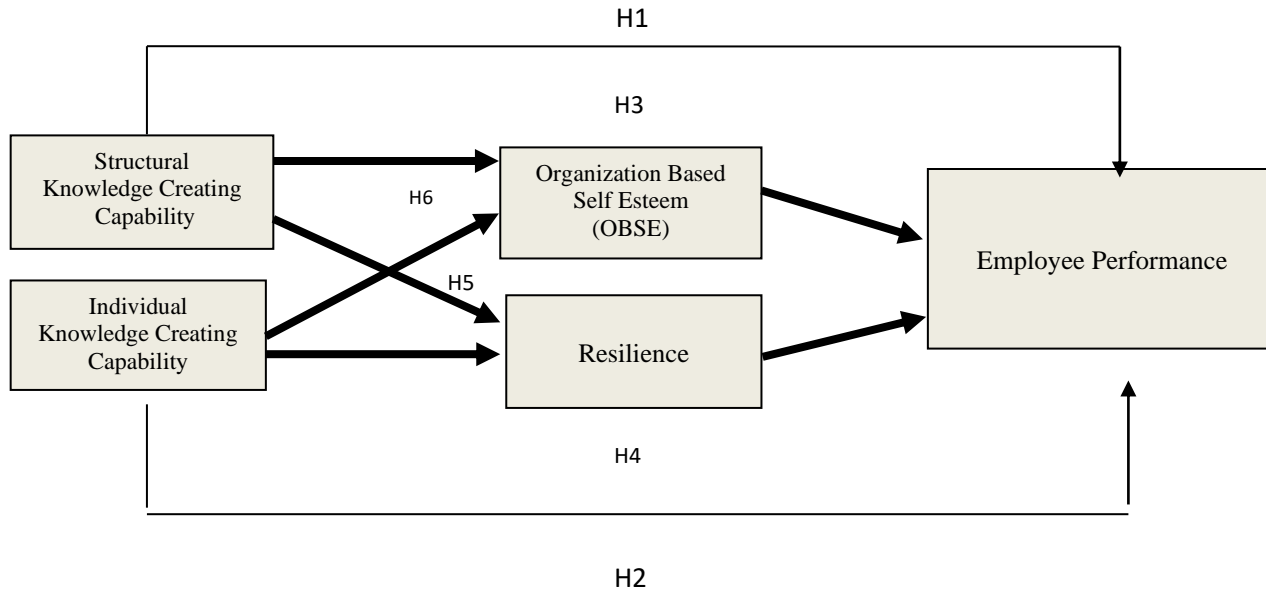 H1
H3
Structural
Knowledge Creating
Capability
Organization Based
Self Esteem
(OBSE)
H6
Employee Performance
H5
Individual
Knowledge Creating
Capability
Resilience
H4
H2